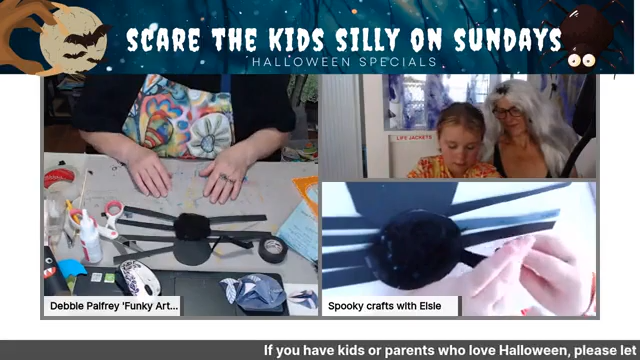 SCARE THE KIDS SILLY ON SUNDAYS
HALLOWEEN SPECIALS
LIFE JACKETS
Debbie Palfrey 'Funky Art...
Spooky crafts with Elsie
If you have kids or parents who love Halloween, please let